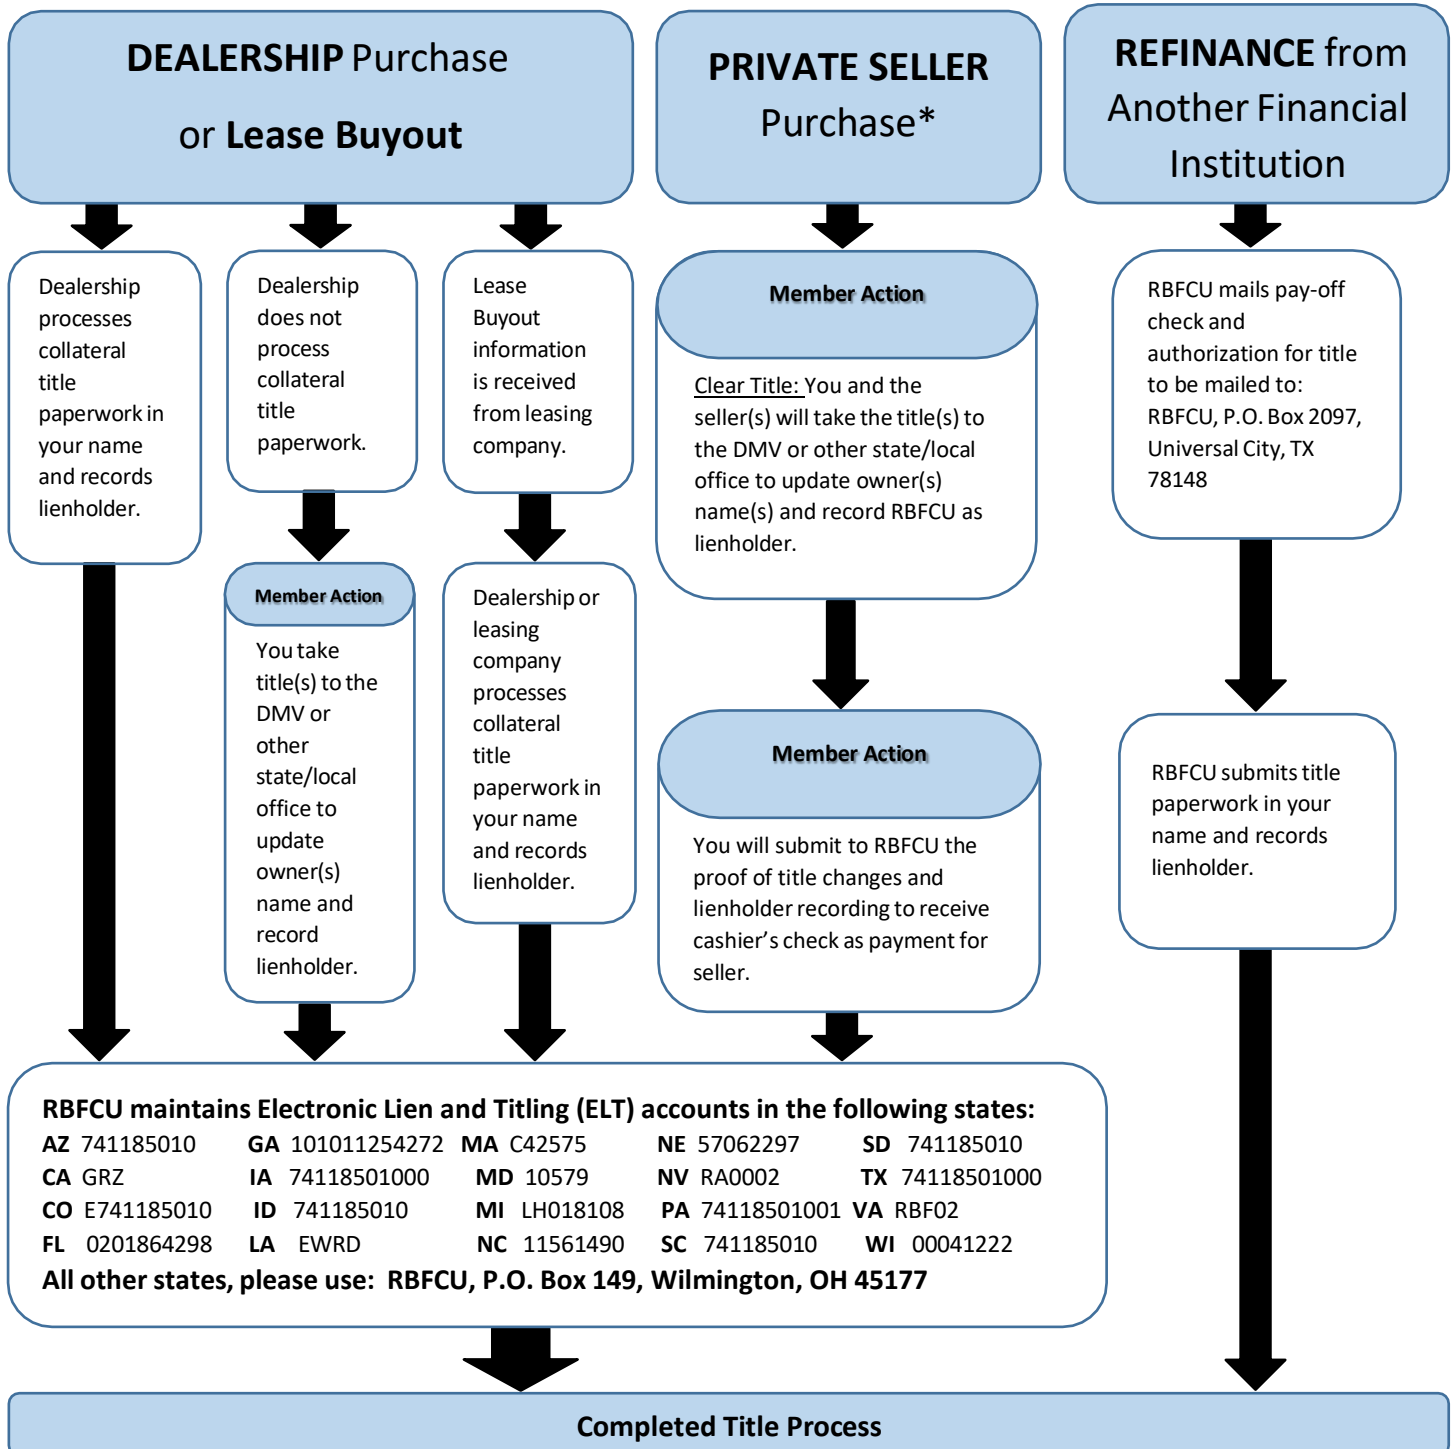 DEALERSHIP Purchase
or Lease Buyout
PRIVATE SELLER
Purchase*
REFINANCE from
Another Financial
Institution
Dealership
processes
collateral
title
paperwork in
your name
and records
lienholder.
Dealership
does not
process
collateral
title
paperwork.
Member Action
You take
title(s) to the
DMV or
other
state/local
office to
update
owner(s)
name and
record
lienholder.
Lease
Buyout
information
is received
from leasing
company.
Dealership or
leasing
company
processes
collateral
title
paperwork in
your name
and records
lienholder.
Member Action
Clear Title: You and the
seller(s) will take the title(s) to
the DMV or other state/local
office to update owner(s)
name(s) and record RBFCU as
lienholder.
Member Action
You will submit to RBFCU the
proof of title changes and
lienholder recording to receive
cashier’s check as payment for
seller.
RBFCU mails pay-off
check and
authorization for title
to be mailed to:
RBFCU, P.O. Box 2097,
Universal City, TX
78148
RBFCU submits title
paperwork in your
name and records
lienholder.
RBFCU maintains Electronic Lien and Titling (ELT) accounts in the following states:
AZ 741185010 GA 101011254272 MA C42575 NE 57062297 SD 741185010
CA GRZ IA 74118501000 MD 10579 NV RA0002 TX 74118501000
CO E741185010 ID 741185010 MI LH018108 PA 74118501001 VA RBF02
FL 0201864298 LA EWRD NC 11561490 SC 741185010 WI 00041222
All other states, please use: RBFCU, P.O. Box 149, Wilmington, OH 45177
Completed Title Process